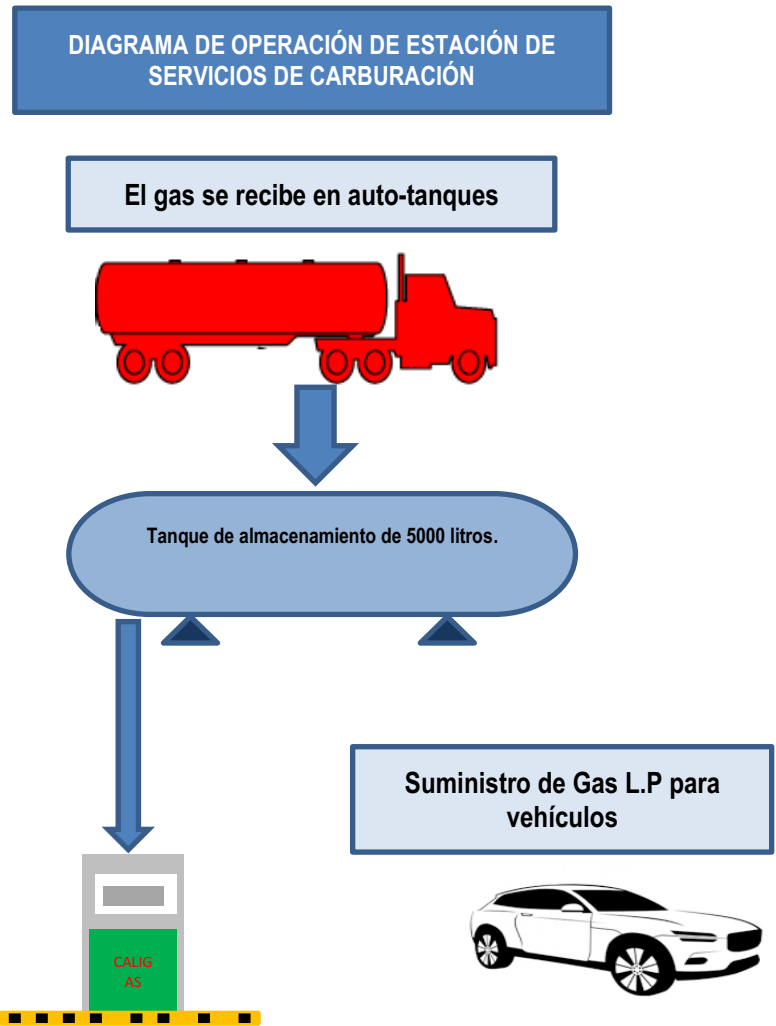 DIAGRAMA DE OPERACIÓN DE ESTACIÓN DE
SERVICIOS DE CARBURACIÓN
El gas se recibe en auto-tanques
Tanque de almacenamiento de 5000 litros.
Suministro de Gas L.P para
vehículos
CALIG
AS